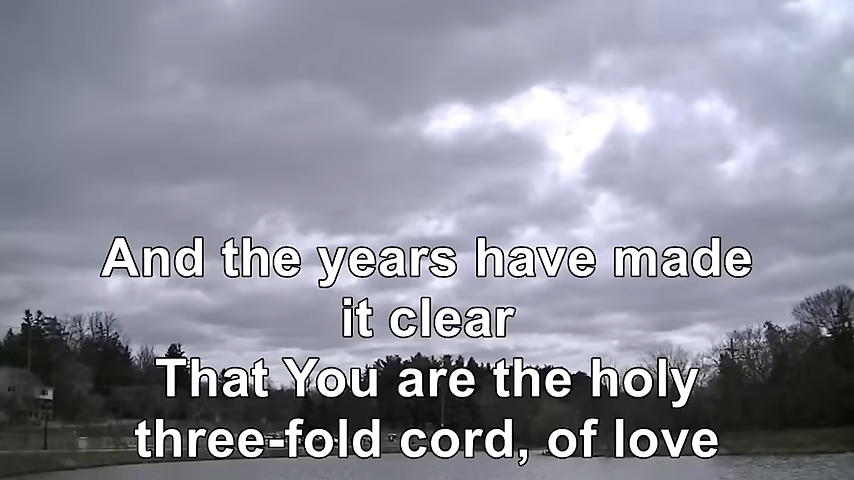 And the years have made
it clear
That You are the holy
three-fold cord, of love